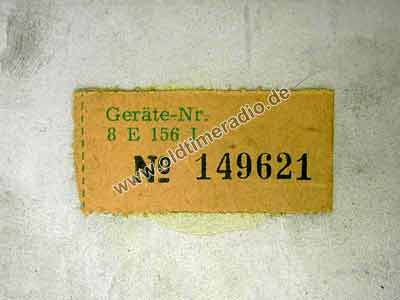 Geräte-Nr.
8 E 156 I
№ 149621
www.oldtimeradio.de